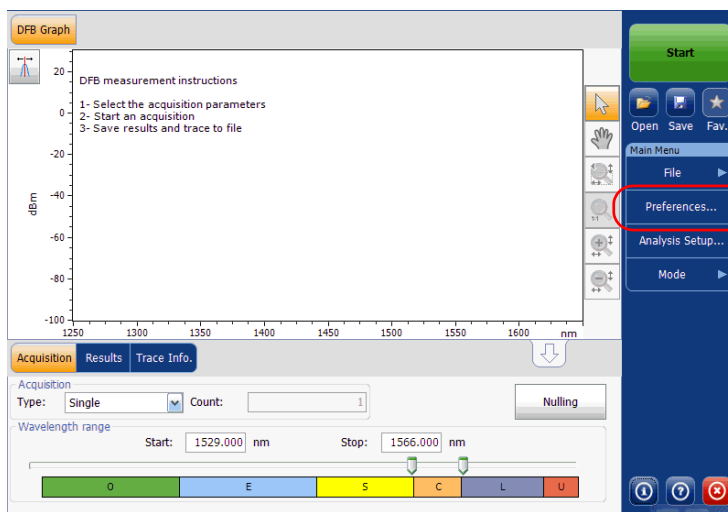 DFB Graph
Start
20
0
-20
-40
-60
-80
-100
dBm
DFB measurement instructions
1- Select the acquisition parameters
2- Start an acquisition
3- Save results and trace to file
1:1
1250 1300 1350 1400 1450 1500 1550 1600 nm
Open Save Fav.
Main Menu
File
Preferences...
Analysis Setup...
Mode
Acquisition Results Trace Info.
Acquisition
Type: Single Count: 1
Nulling
Wavelength range
Start: 1529.000 nm Stop: 1566.000 nm
O E S C L U